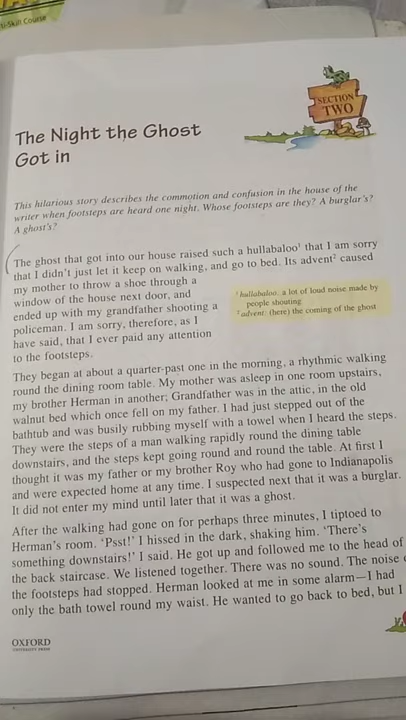 ti-Skill Course
SECTION
TWO
The Night the Ghost
Got in
This hilarious story describes the commotion and confusion in the house of the
writer when footsteps are heard one night. Whose footsteps are they? A burglar's?
A ghost's?
The ghost that got into our house raised such a hullabaloo¹ that I am sorry
that I didn't just let it keep on walking, and go to bed. Its advent² caused
my mother to throw a shoe through a
window of the house next door, and
ended up with my grandfather shooting a
policeman. I am sorry, therefore, as I
have said, that I ever paid any attention
to the footsteps.
¹ hullabaloo: a lot of loud noise made by
people shouting
² advent: (here) the coming of the ghost
They began at about a quarter-past one in the morning, a rhythmic walking
round the dining room table. My mother was asleep in one room upstairs,
my brother Herman in another; Grandfather was in the attic, in the old
walnut bed which once fell on my father. I had just stepped out of the
bathtub and was busily rubbing myself with a towel when I heard the steps.
They were the steps of a man walking rapidly round the dining table
downstairs, and the steps kept going round and round the table. At first I
thought it was my father or my brother Roy who had gone to Indianapolis
and were expected home at any time. I suspected next that it was a burglar.
It did not enter my mind until later that it was a ghost.
After the walking had gone on for perhaps three minutes, I tiptoed to
Herman's room. 'Psst!' I hissed in the dark, shaking him. 'There's
something downstairs!' I said. He got up and followed me to the head of
the back staircase. We listened together. There was no sound. The noise
the footsteps had stopped. Herman looked at me in some alarm—I had
only the bath towel round my waist. He wanted to go back to bed, but I
OXFORD
UNIVERSITY PRESS